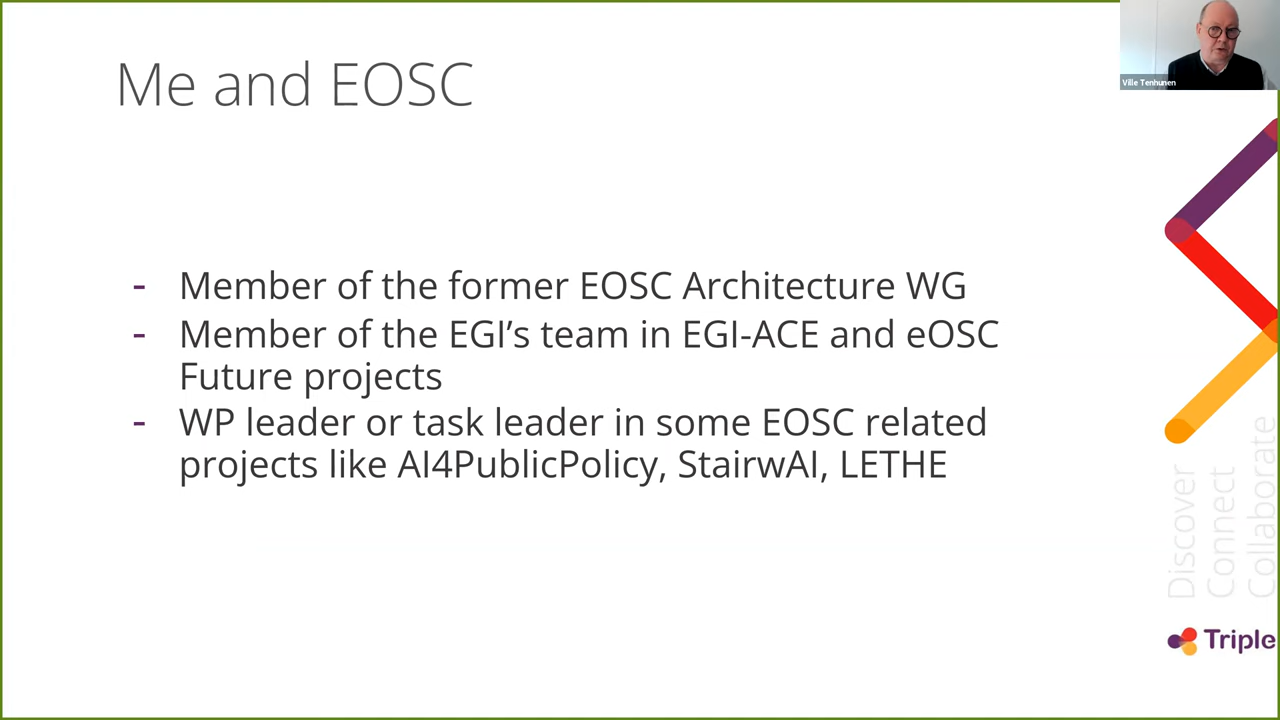 Me and EOSC
Ville Tenhunen
- Member of the former EOSC Architecture WG
- Member of the EGI’s team in EGI-ACE and eOSC
Future projects
- WP leader or task leader in some EOSC related
projects like AI4PublicPolicy, StairwAI, LETHE
Discover
Connect
Collaborate
Triple